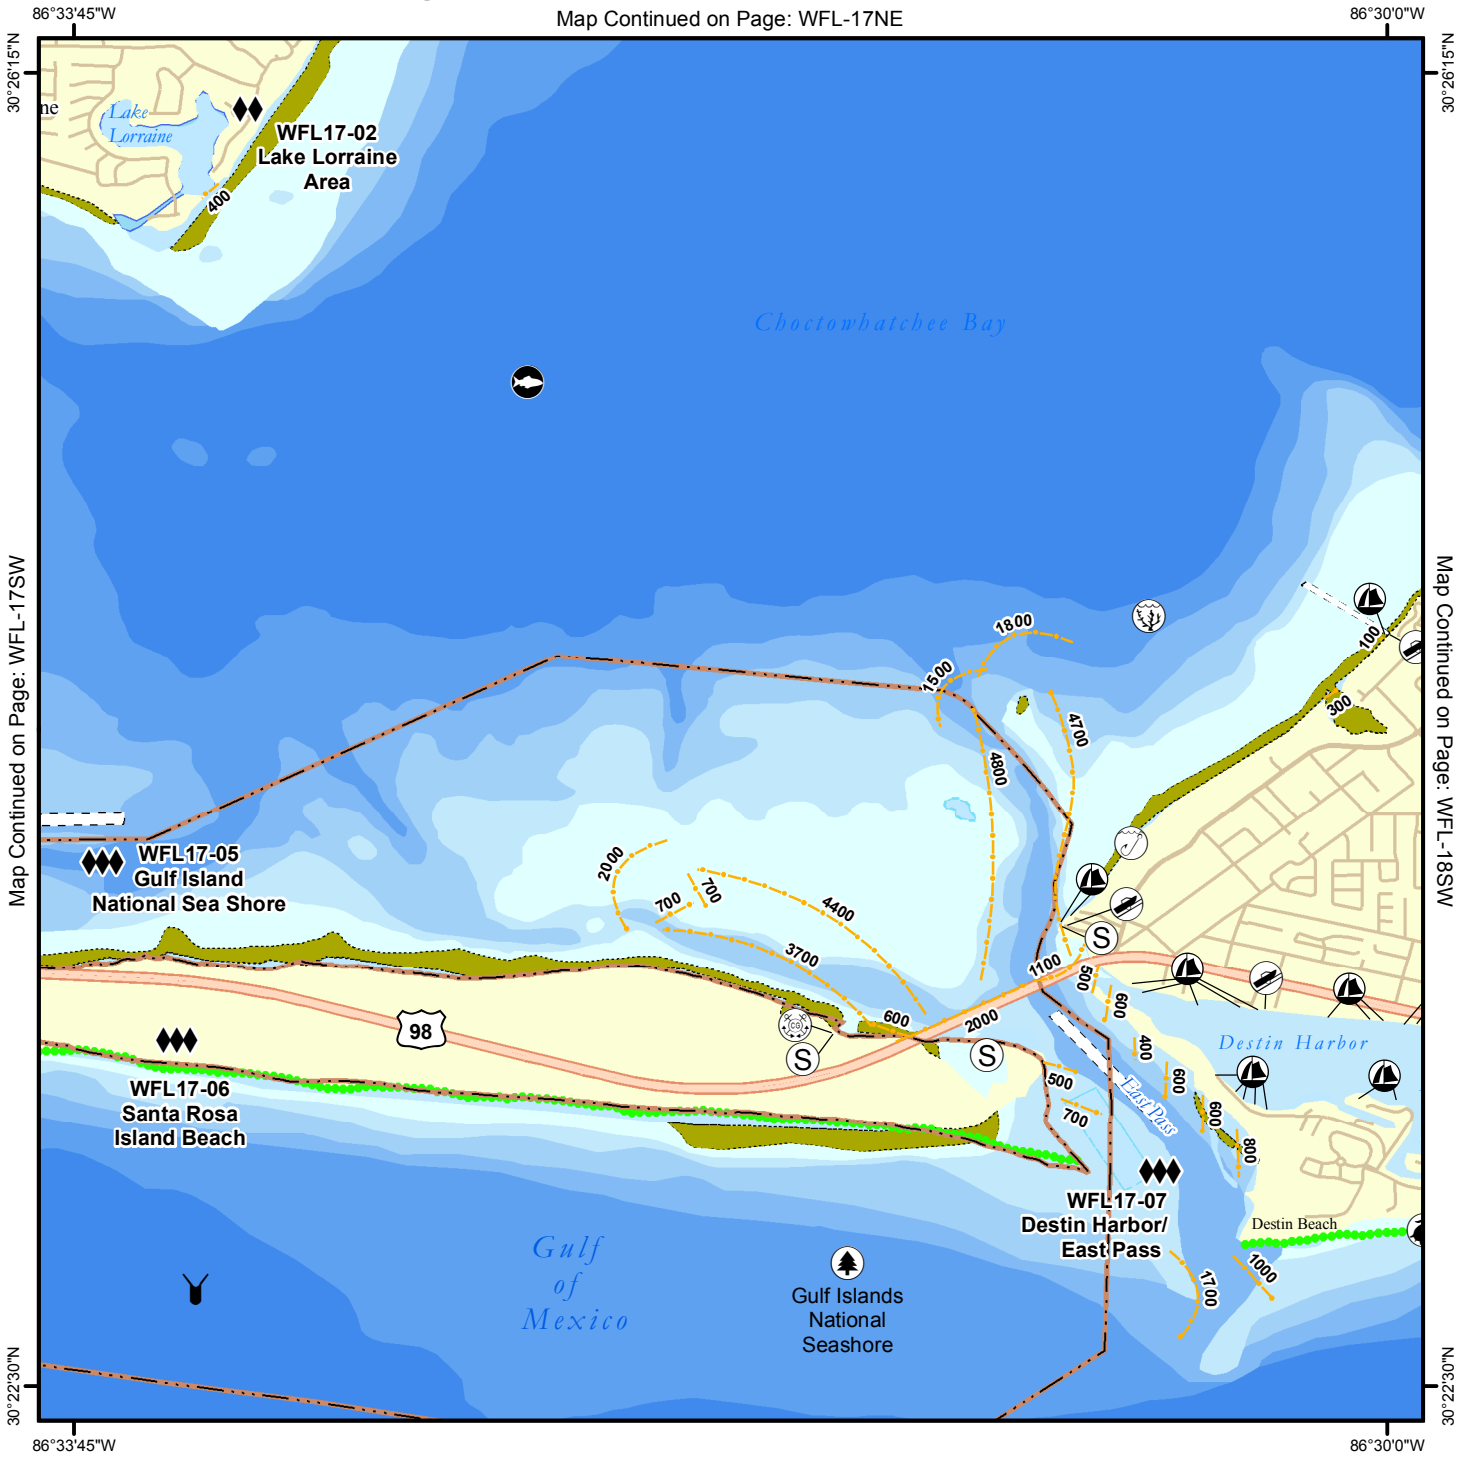 86°33'45"W
Map Continued on Page: WFL-17NE
86°30'0"W
30°26'15"N
30°26'15"N
ne
Lake
Lorraine
WFL17-02
Lake Lorraine
Area
400
Choctawhatchee Bay
Map Continued on Page: WFL-17SW
Map Continued on Page: WFL-18SW
1800
1500
100
300
4700
4800
WFL17-05
Gulf Island
National Sea Shore
2000
700
700
4400
3700
S
1100
500
600
600
2000
98
CG
S
S
400
Destin Harbor
WFL17-06
Santa Rosa
Island Beach
500
600
East Pass
700
600
800
WFL17-07
Destin Harbor/
East Pass
Destin Beach
Gulf
of
Mexico
1700
1000
Gulf Islands
National
Seashore
30°22'30"N
30°22'30"N
86°33'45"W
86°30'0"W